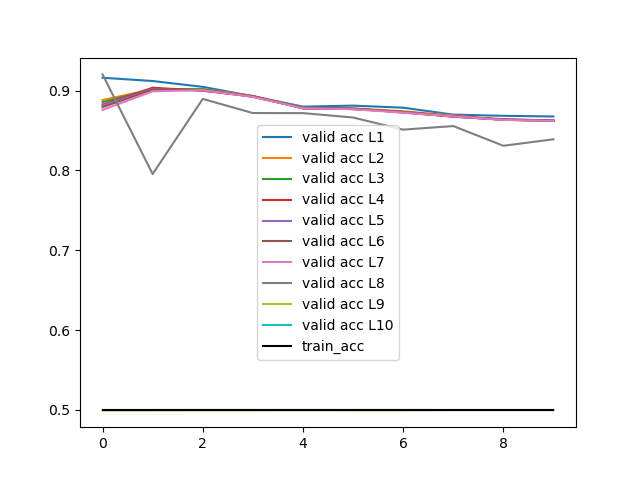 0.9
0.8
0.7
0.6
0.5
0 2 4 6 8
valid acc L1
valid acc L2
valid acc L3
valid acc L4
valid acc L5
valid acc L6
valid acc L7
valid acc L8
valid acc L9
valid acc L10
train_acc